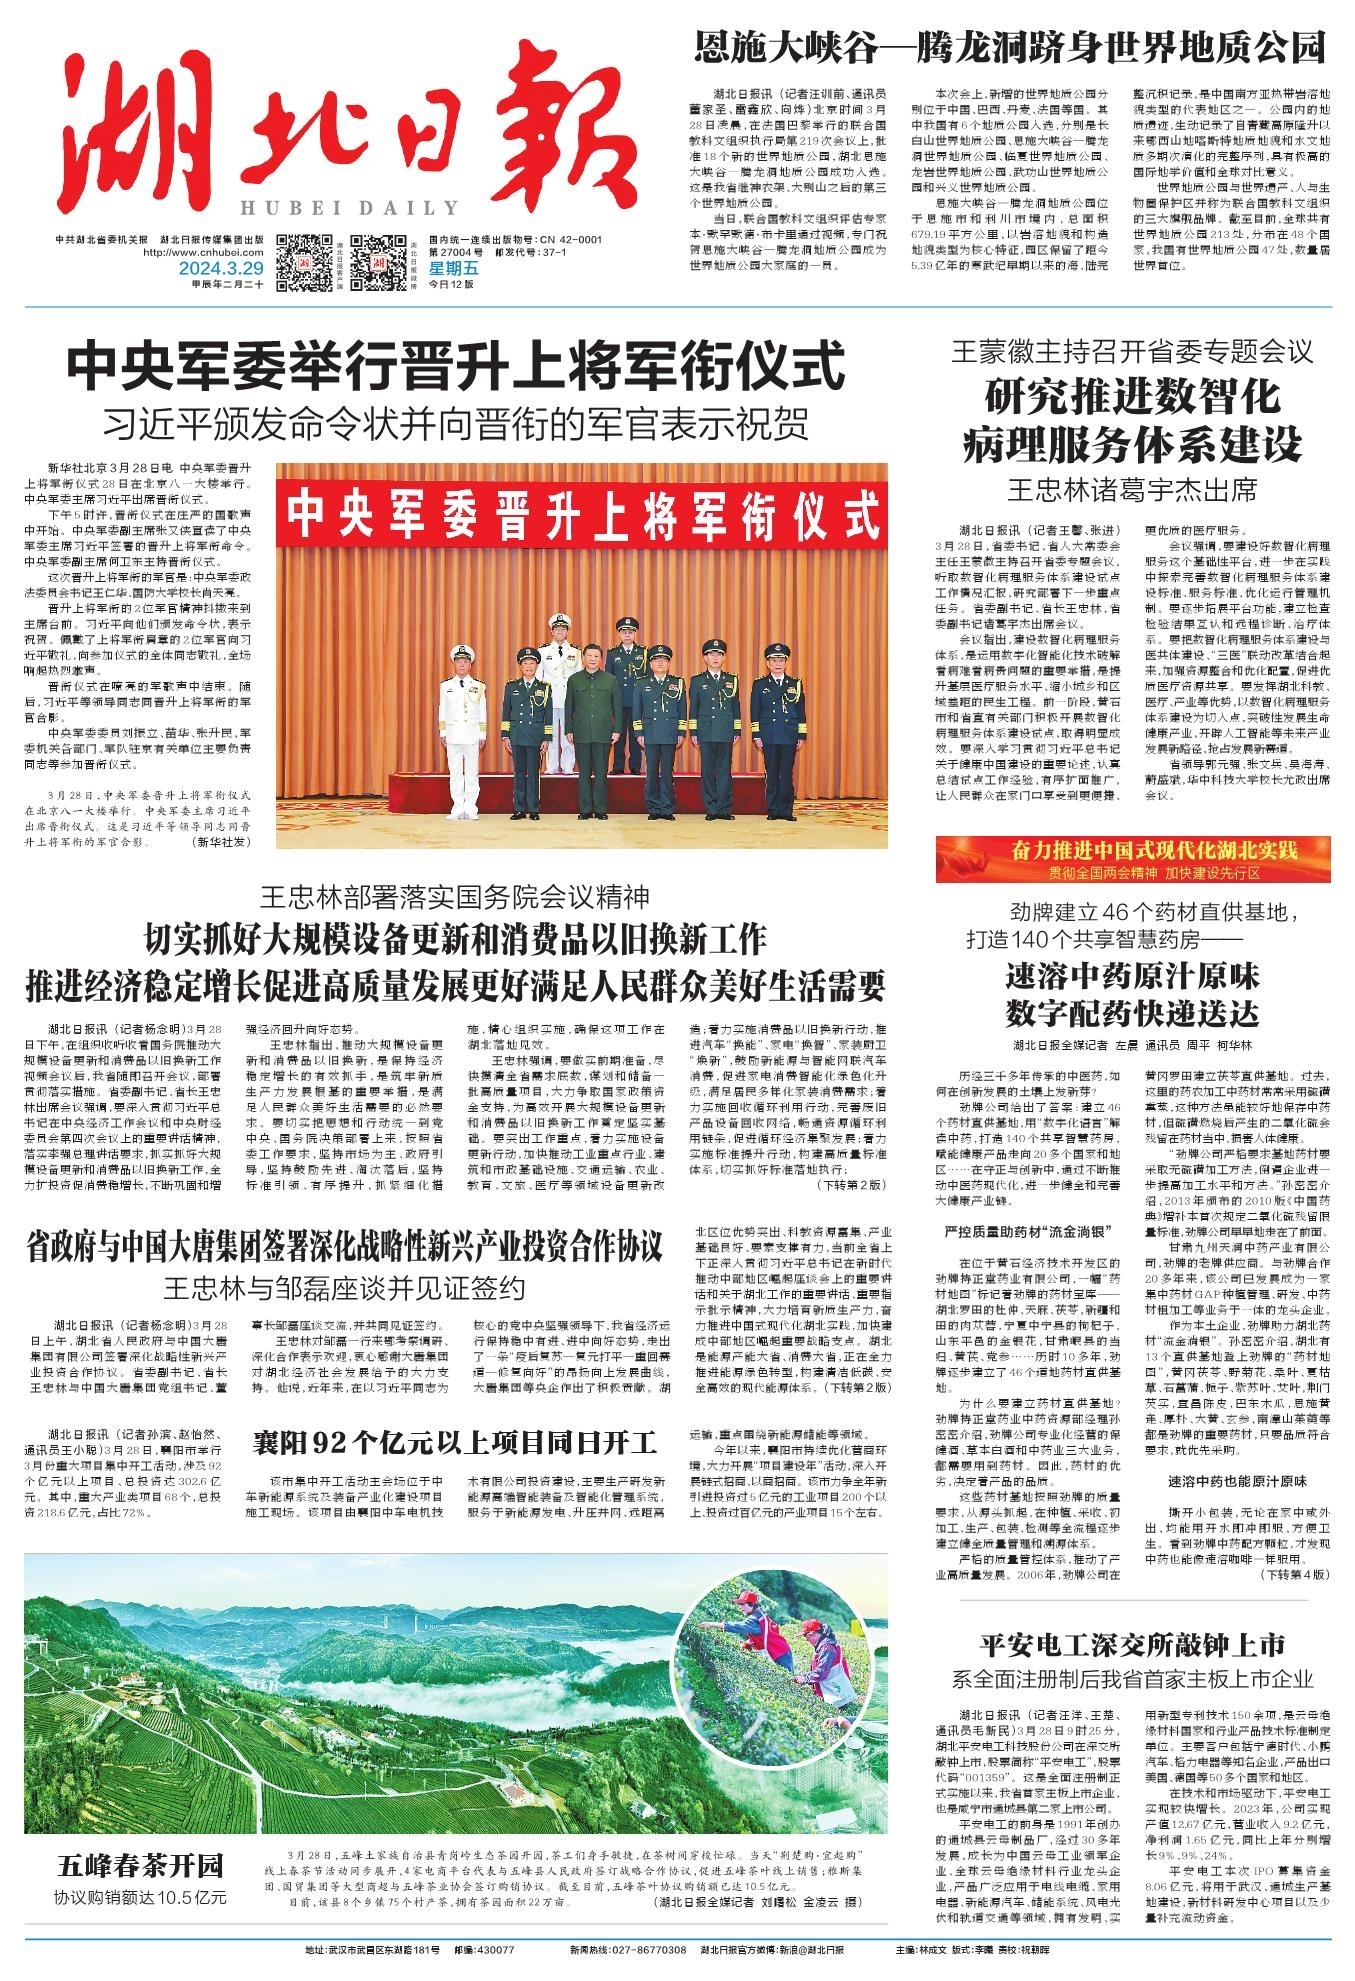 湖北日報
HUBEI DAILY
中共湖北省委机关报 湖北日报传媒集团出版
http://www.cnhubei.com
2024.3.29
甲辰年二月二十
湖北日报客户端
湖北日报微博
国内统一连续出版物号:CN 42-0001
第27004号 邮发代号:37-1
星期五
今日12版
恩施大峡谷—腾龙洞跻身世界地质公园
湖北日报讯(记者汪训前、通讯员
董家圣、雷鑫欣、向烨)北京时间3月
28日凌晨,在法国巴黎举行的联合国
教科文组织执行局第219次会议上,批
准18个新的世界地质公园,湖北恩施
大峡谷—腾龙洞地质公园成功入选。
这是我省继神农架、大别山之后的第三
个世界地质公园。
当日,联合国教科文组织评估专家
本·歇罕默德·布卡里通过视频,专门祝
贺恩施大峡谷—腾龙洞地质公园成为
世界地质公园大家庭的一员。
本次会上,新增的世界地质公园分
别位于中国、巴西、丹麦、法国等国。其
中我国有6个地质公园入选,分别是长
白山世界地质公园、恩施大峡谷—腾龙
洞世界地质公园、临夏世界地质公园、
龙岩世界地质公园、武功山世界地质公
园和兴义世界地质公园。
恩施大峡谷—腾龙洞地质公园位
于恩施市和利川市境内,总面积
679.19平方公里,以岩溶地貌和构造
地貌类型为核心特征,园区保留了距今
5.39亿年的寒武纪早期以来的海、陆完
整沉积记录,是中国南方亚热带岩溶地
貌类型的代表地区之一。公园内的地
质遗迹,生动记录了自青藏高原隆升以
来鄂西山地喀斯特地质地貌和水文地
质多期次演化的完整序列,具有极高的
国际地学价值和全球对比意义。
世界地质公园与世界遗产、人与生
物圈保护区并称为联合国教科文组织
的三大旗舰品牌。截至目前,全球共有
世界地质公园213处,分布在48个国
家,我国有世界地质公园47处,数量居
世界首位。
中央军委举行晋升上将军衔仪式
习近平颁发命令状并向晋衔的军官表示祝贺
新华社北京3月28日电 中央军委晋升
上将军衔仪式28日在北京八一大楼举行。
中央军委主席习近平出席晋衔仪式。
下午5时许,晋衔仪式在庄严的国歌声
中开始。中央军委副主席张又侠宣读了中央
军委主席习近平签署的晋升上将军衔命令。
中央军委副主席何卫东主持晋衔仪式。
这次晋升上将军衔的军官是:中央军委政
法委员会书记王仁华、国防大学校长肖天亮。
晋升上将军衔的2位军官精神抖擞来到
主席台前。习近平向他们颁发命令状,表示
祝贺。佩戴了上将军衔肩章的2位军官向习
近平敬礼,向参加仪式的全体同志敬礼,全场
响起热烈掌声。
晋衔仪式在嘹亮的军歌声中结束。随
后,习近平等领导同志同晋升上将军衔的军
官合影。
中央军委委员刘振立、苗华、张升民,军
委机关各部门、军队驻京有关单位主要负责
同志等参加晋衔仪式。
3月28日,中央军委晋升上将军衔仪式
在北京八一大楼举行。中央军委主席习近平
出席晋衔仪式。这是习近平等领导同志同晋
升上将军衔的军官合影。 (新华社发)
中央军委晋升上将军衔仪式
王蒙徽主持召开省委专题会议
研究推进数智化
病理服务体系建设
王忠林诸葛宇杰出席
湖北日报讯(记者王馨、张进)
3月28日,省委书记、省人大常委会
主任王蒙徽主持召开省委专题会议,
听取数智化病理服务体系建设试点
工作情况汇报,研究部署下一步重点
任务。省委副书记、省长王忠林,省
委副书记诸葛宇杰出席会议。
会议指出,建设数智化病理服务
体系,是运用数字化智能化技术破解
看病难看病贵问题的重要举措,是提
升基层医疗服务水平、缩小城乡和区
域差距的民生工程。前一阶段,黄石
市和省直有关部门积极开展数智化
病理服务体系建设试点,取得明显成
效。要深入学习贯彻习近平总书记
关于健康中国建设的重要论述,认真
总结试点工作经验,有序扩面推广,
让人民群众在家门口享受到更便捷、
更优质的医疗服务。
会议强调,要建设好数智化病理
服务这个基础性平台,进一步在实践
中探索完善数智化病理服务体系建
设标准、服务标准,优化运行管理机
制。要逐步拓展平台功能,建立检查
检验结果互认和远程诊断、治疗体
系。要把数智化病理服务体系建设与
医共体建设、“三医”联动改革结合起
来,加强资源整合和优化配置,促进优
质医疗资源共享。要发挥湖北科教、
医疗、产业等优势,以数智化病理服务
体系建设为切入点,突破性发展生命
健康产业,开辟人工智能等未来产业
发展新路径,抢占发展新赛道。
省领导郭元强、张文兵、吴海涛、
蔚盛斌,华中科技大学校长尤政出席
会议。
王忠林部署落实国务院会议精神
切实抓好大规模设备更新和消费品以旧换新工作
推进经济稳定增长促进高质量发展更好满足人民群众美好生活需要
湖北日报讯(记者杨念明)3月28
日下午,在组织收听收看国务院推动大
规模设备更新和消费品以旧换新工作
视频会议后,我省随即召开会议,部署
贯彻落实措施。省委副书记、省长王忠
林出席会议强调,要深入贯彻习近平总
书记在中央经济工作会议和中央财经
委员会第四次会议上的重要讲话精神,
落实李强总理讲话要求,抓实抓好大规
模设备更新和消费品以旧换新工作,全
力扩投资促消费稳增长,不断巩固和增
强经济回升向好态势。
王忠林指出,推动大规模设备更
新和消费品以旧换新,是保持经济
稳定增长的有效抓手,是筑牢新质
生产力发展根基的重要举措,是满
足人民群众美好生活需要的必然要
求。要切实把思想和行动统一到党
中央、国务院决策部署上来,按照省
委工作要求,坚持市场为主、政府引
导,坚持鼓励先进、淘汰落后,坚持
标准引领、有序提升,抓紧细化措
施,精心组织实施,确保这项工作在
湖北落地见效。
王忠林强调,要做实前期准备,尽
快摸清全省需求底数,谋划和储备一
批高质量项目,大力争取国家政策资
金支持,为高效开展大规模设备更新
和消费品以旧换新工作奠定坚实基
础。要突出工作重点,着力实施设备
更新行动,加快推动工业重点行业、建
筑和市政基础设施、交通运输、农业、
教育、文旅、医疗等领域设备更新改
造;着力实施消费品以旧换新行动,推
进汽车“换能”、家电“换智”、家装厨卫
“焕新”,鼓励新能源与智能网联汽车
消费,促进家电消费智能化绿色化升
级,满足居民多样化家装消费需求;着
力实施回收循环利用行动,完善废旧
产品设备回收网络,畅通资源循环利
用链条,促进循环经济集聚发展;着力
实施标准提升行动,构建高质量标准
体系,切实抓好标准落地执行;
(下转第2版)
奋力推进中国式现代化湖北实践
贯彻全国两会精神 加快建设先行区
劲牌建立46个药材直供基地,
打造140个共享智慧药房——
速溶中药原汁原味
数字配药快递送达
湖北日报全媒记者 左晨 通讯员 周平 柯华林
历经三千多年传承的中医药,如
何在创新发展的土壤上发新芽?
劲牌公司给出了答案:建立46
个药材直供基地,用“数字化语言”解
读中药,打造140个共享智慧药房,
赋能健康产品走向20多个国家和地
区……在守正与创新中,通过不断推
动中医药现代化,进一步健全和完善
大健康产业链。
严控质量助药材“流金淌银”
在位于黄石经济技术开发区的
劲牌持正堂药业有限公司,一幅“药
材地图”标记着劲牌的药材宝库——
湖北罗田的杜仲、天麻、茯苓,新疆和
田的肉苁蓉,宁夏中宁县的枸杞子,
山东平邑的金银花,甘肃岷县的当
归、黄芪、党参……历时10多年,劲
牌逐步建立了46个道地药材直供基
地。
为什么要建立药材直供基地?
劲牌持正堂药业中药资源部经理孙
密密介绍,劲牌公司专业化经营的保
健酒、草本白酒和中药业三大业务,
都需要用到药材。因此,药材的优
劣,决定着产品的品质。
这些药材基地按照劲牌的质量
要求,从源头抓起,在种植、采收、初
加工、生产、包装、检测等全流程逐步
建立健全质量管理和溯源体系。
严格的质量管控体系,推动了产
业高质量发展。2006年,劲牌公司在
黄冈罗田建立茯苓直供基地。过去,
这里的药农加工中药材常常采用硫磺
熏蒸,这种方法虽能较好地保存中药
材,但硫磺燃烧后产生的二氧化硫会
残留在药材当中,损害人体健康。
“劲牌公司严格要求基地药材要
采取无硫磺加工方法,倒逼企业进一
步提高加工水平和方法。”孙密密介
绍,2013年颁布的2010版《中国药
典》增补本首次规定二氧化硫残留限
量标准,劲牌公司早早地走在了前面。
甘肃九州天润中药产业有限公
司,劲牌的老牌供应商。与劲牌合作
20多年来,该公司已发展成为一家
集中药材GAP种植管理、研发、中药
材粗加工等业务于一体的龙头企业。
作为本土企业,劲牌助力湖北药
材“流金淌银”。孙密密介绍,湖北有
13个直供基地登上劲牌的“药材地
图”,黄冈茯苓、野菊花、桑叶、夏枯
草、石菖蒲、栀子、紫苏叶、艾叶,荆门
芡实,宜昌陈皮,巴东木瓜,恩施黄
连、厚朴、大黄、玄参,南漳山茱萸等
都是劲牌的重要药材,只要品质符合
要求,就优先采购。
速溶中药也能原汁原味
撕开小包装,无论在家中或外
出,均能用开水即冲即服,方便卫
生。看到劲牌中药配方颗粒,才发现
中药也能像速溶咖啡一样服用。
(下转第4版)
省政府与中国大唐集团签署深化战略性新兴产业投资合作协议
王忠林与邹磊座谈并见证签约
湖北日报讯(记者杨念明)3月28
日上午,湖北省人民政府与中国大唐
集团有限公司签署深化战略性新兴产
业投资合作协议。省委副书记、省长
王忠林与中国大唐集团党组书记、董
事长邹磊座谈交流,并共同见证签约。
王忠林对邹磊一行来鄂考察调研、
深化合作表示欢迎,衷心感谢大唐集团
对湖北经济社会发展给予的大力支
持。他说,近年来,在以习近平同志为
核心的党中央坚强领导下,我省经济运
行保持稳中有进、进中向好态势,走出
了一条“疫后复苏—复元打平—重回赛
道—修复向好”的昂扬向上发展曲线,
大唐集团等央企作出了积极贡献。湖
北区位优势突出、科教资源富集、产业
基础良好、要素支撑有力,当前全省上
下正深入贯彻习近平总书记在新时代
推动中部地区崛起座谈会上的重要讲
话和关于湖北工作的重要讲话、重要指
示批示精神,大力培育新质生产力,奋
力推进中国式现代化湖北实践,加快建
成中部地区崛起重要战略支点。湖北
是能源产能大省、消费大省,正在全力
推进能源绿色转型,构建清洁低碳、安
全高效的现代能源体系。(下转第2版)
襄阳92个亿元以上项目同日开工
湖北日报讯(记者孙滨、赵怡然、
通讯员王小聪)3月28日,襄阳市举行
3月份重大项目集中开工活动,涉及92
个亿元以上项目、总投资达302.6亿
元。其中,重大产业类项目68个,总投
资218.6亿元,占比72%。
该市集中开工活动主会场位于中
车新能源系统及装备产业化建设项目
施工现场。该项目由襄阳中车电机技
术有限公司投资建设,主要生产研发新
能源高端智能装备及智能化管理系统,
服务于新能源发电、升压并网、远距离
运输,重点围绕新能源储能等领域。
今年以来,襄阳市持续优化营商环
境,大力开展“项目建设年”活动,深入开
展链式招商、以商招商。该市力争全年新
引进投资过5亿元的工业项目200个以
上,投资过百亿元的产业项目15个左右。
五峰春茶开园
协议购销额达10.5亿元
3月28日,五峰土家族自治县青岗岭生态茶园开园,茶工们身手敏捷,在茶树间穿梭忙碌。当天“荆楚购·宜起购”
线上春茶节活动同步展开,4家电商平台代表与五峰县人民政府签订战略合作协议,促进五峰茶叶线上销售;雅斯集
团、国贸集团等大型商超与五峰茶业协会签订购销协议。截至目前,五峰茶叶协议购销额已达10.5亿元。
目前,该县8个乡镇75个村产茶,拥有茶园面积22万亩。 (湖北日报全媒记者 刘曙松 金凌云 摄)
平安电工深交所敲钟上市
系全面注册制后我省首家主板上市企业
湖北日报讯(记者汪洋、王楚、
通讯员毛新民)3月28日9时25分,
湖北平安电工科技股份公司在深交所
敲钟上市,股票简称“平安电工”,股票
代码“001359”。这是全面注册制正
式实施以来,我省首家主板上市企业,
也是咸宁市通城县第二家上市公司。
平安电工的前身是1991年创办
的通城县云母制品厂,经过30多年
发展,成长为中国云母工业领军企
业、全球云母绝缘材料行业龙头企
业,产品广泛应用于电线电缆、家用
电器、新能源汽车、储能系统、风电光
伏和轨道交通等领域,拥有发明、实
用新型专利技术150余项,是云母绝
缘材料国家和行业产品技术标准制定
单位。主要客户包括宁德时代、小鹏
汽车、格力电器等知名企业,产品出口
美国、德国等50多个国家和地区。
在技术和市场驱动下,平安电工
实现较快增长。2023年,公司实现
产值12.67亿元,营业收入9.2亿元,
净利润1.65亿元,同比上年分别增
长9%、9%、24%。
平安电工本次IPO募集资金
8.06亿元,将用于武汉、通城生产基
地建设,新材料研发中心项目以及少
量补充流动资金。
地址:武汉市武昌区东湖路181号 邮编:430077 新闻热线:027-86770308 湖北日报官方微博:新浪@湖北日报 主编:林成文 版式:李曦 责校:祝朝晖